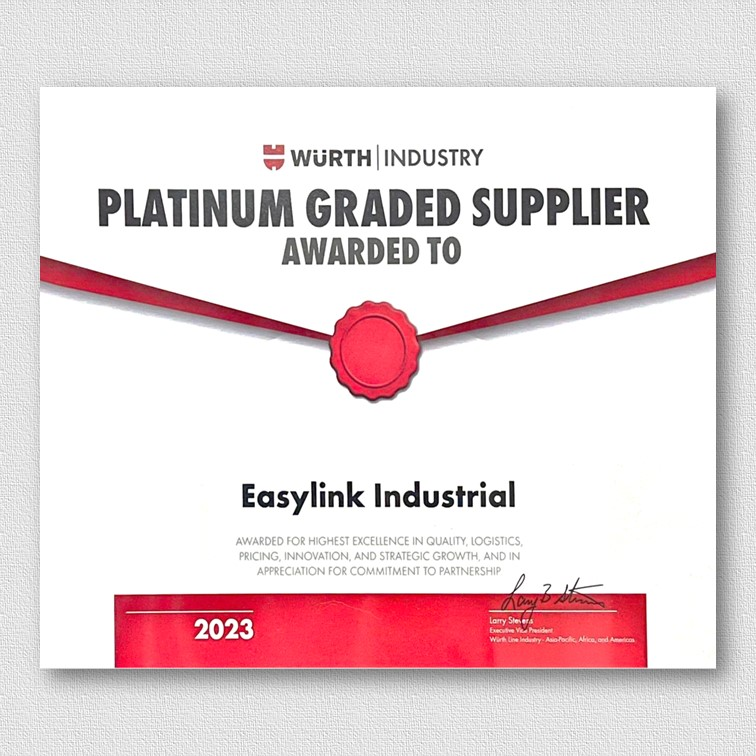 WÜRTH | INDUSTRY
PLATINUM GRADED SUPPLIER
AWARDED TO
Easylink Industrial
AWARDED FOR HIGHEST EXCELLENCE IN QUALITY, LOGISTICS,
PRICING, INNOVATION, AND STRATEGIC GROWTH, AND IN
APPRECIATION FOR COMMITMENT TO PARTNERSHIP
Larry B Stevens
2023
Larry Stevens
Executive Vice President
Würth Line Industry - Asia-Pacific, Africa, and Americas